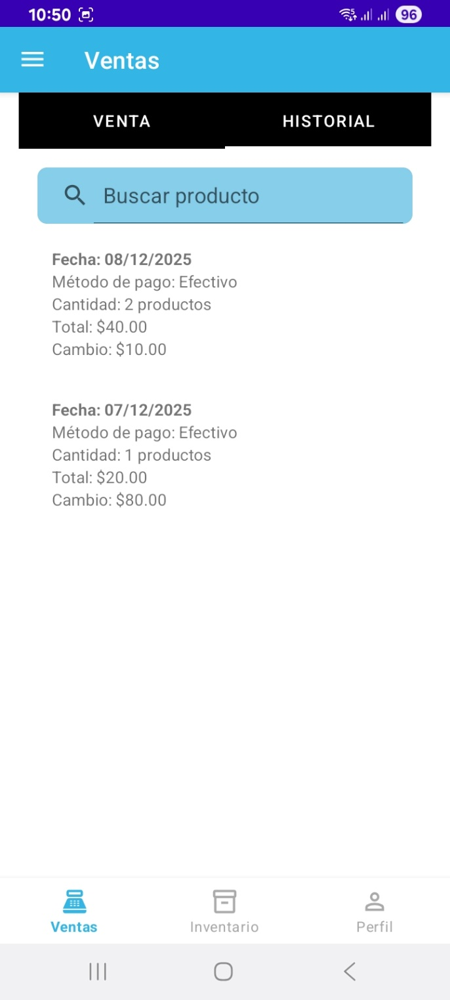 10:50
5
96
Ventas
VENTA
HISTORIAL
Buscar producto
Fecha: 08/12/2025
Método de pago: Efectivo
Cantidad: 2 productos
Total: $40.00
Cambio: $10.00
Fecha: 07/12/2025
Método de pago: Efectivo
Cantidad: 1 productos
Total: $20.00
Cambio: $80.00
Ventas
Inventario
Perfil